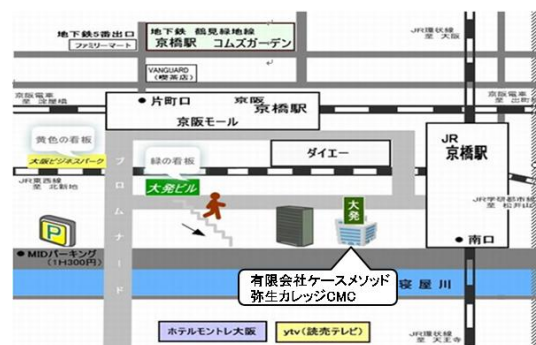 地下鉄5番出口
ファミリーマート
地下鉄 鶴見緑地線
京橋駅 コムズガーデン
JR環状線
至 大阪
VANGUARD
(喫茶店)
京阪電車
至 淀屋橋
● 片町口
京阪
京橋駅
京阪モール
京阪電車
至 出町
黄色の看板
大阪ビジネスパーク
緑の看板
大発ビル
プロムナード
ダイエー
JR
京橋駅
JR東西線
至 北新地
JR学研都市線
至 松井山
P
大発
● MIDパーキング
(1H300円)
● 南口
有限会社ケースメソッド
弥生カレッジCMC
寝屋川
ホテルモントレ大阪
ytv(読売テレビ)
JR環状線
至 天王寺